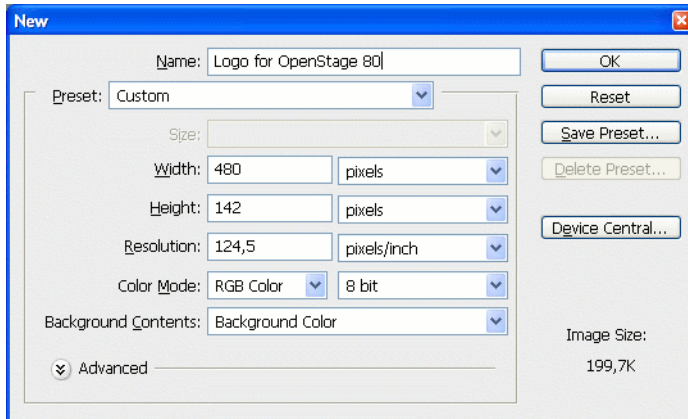 New
Name: Logo for OpenStage 80
OK
Preset: Custom
Reset
Size:
Save Preset...
Width: 480 pixels
Delete Preset...
Height: 142 pixels
Device Central...
Resolution: 124,5 pixels/inch
Color Mode: RGB Color 8 bit
Background Contents: Background Color
Image Size:
199,7K
Advanced